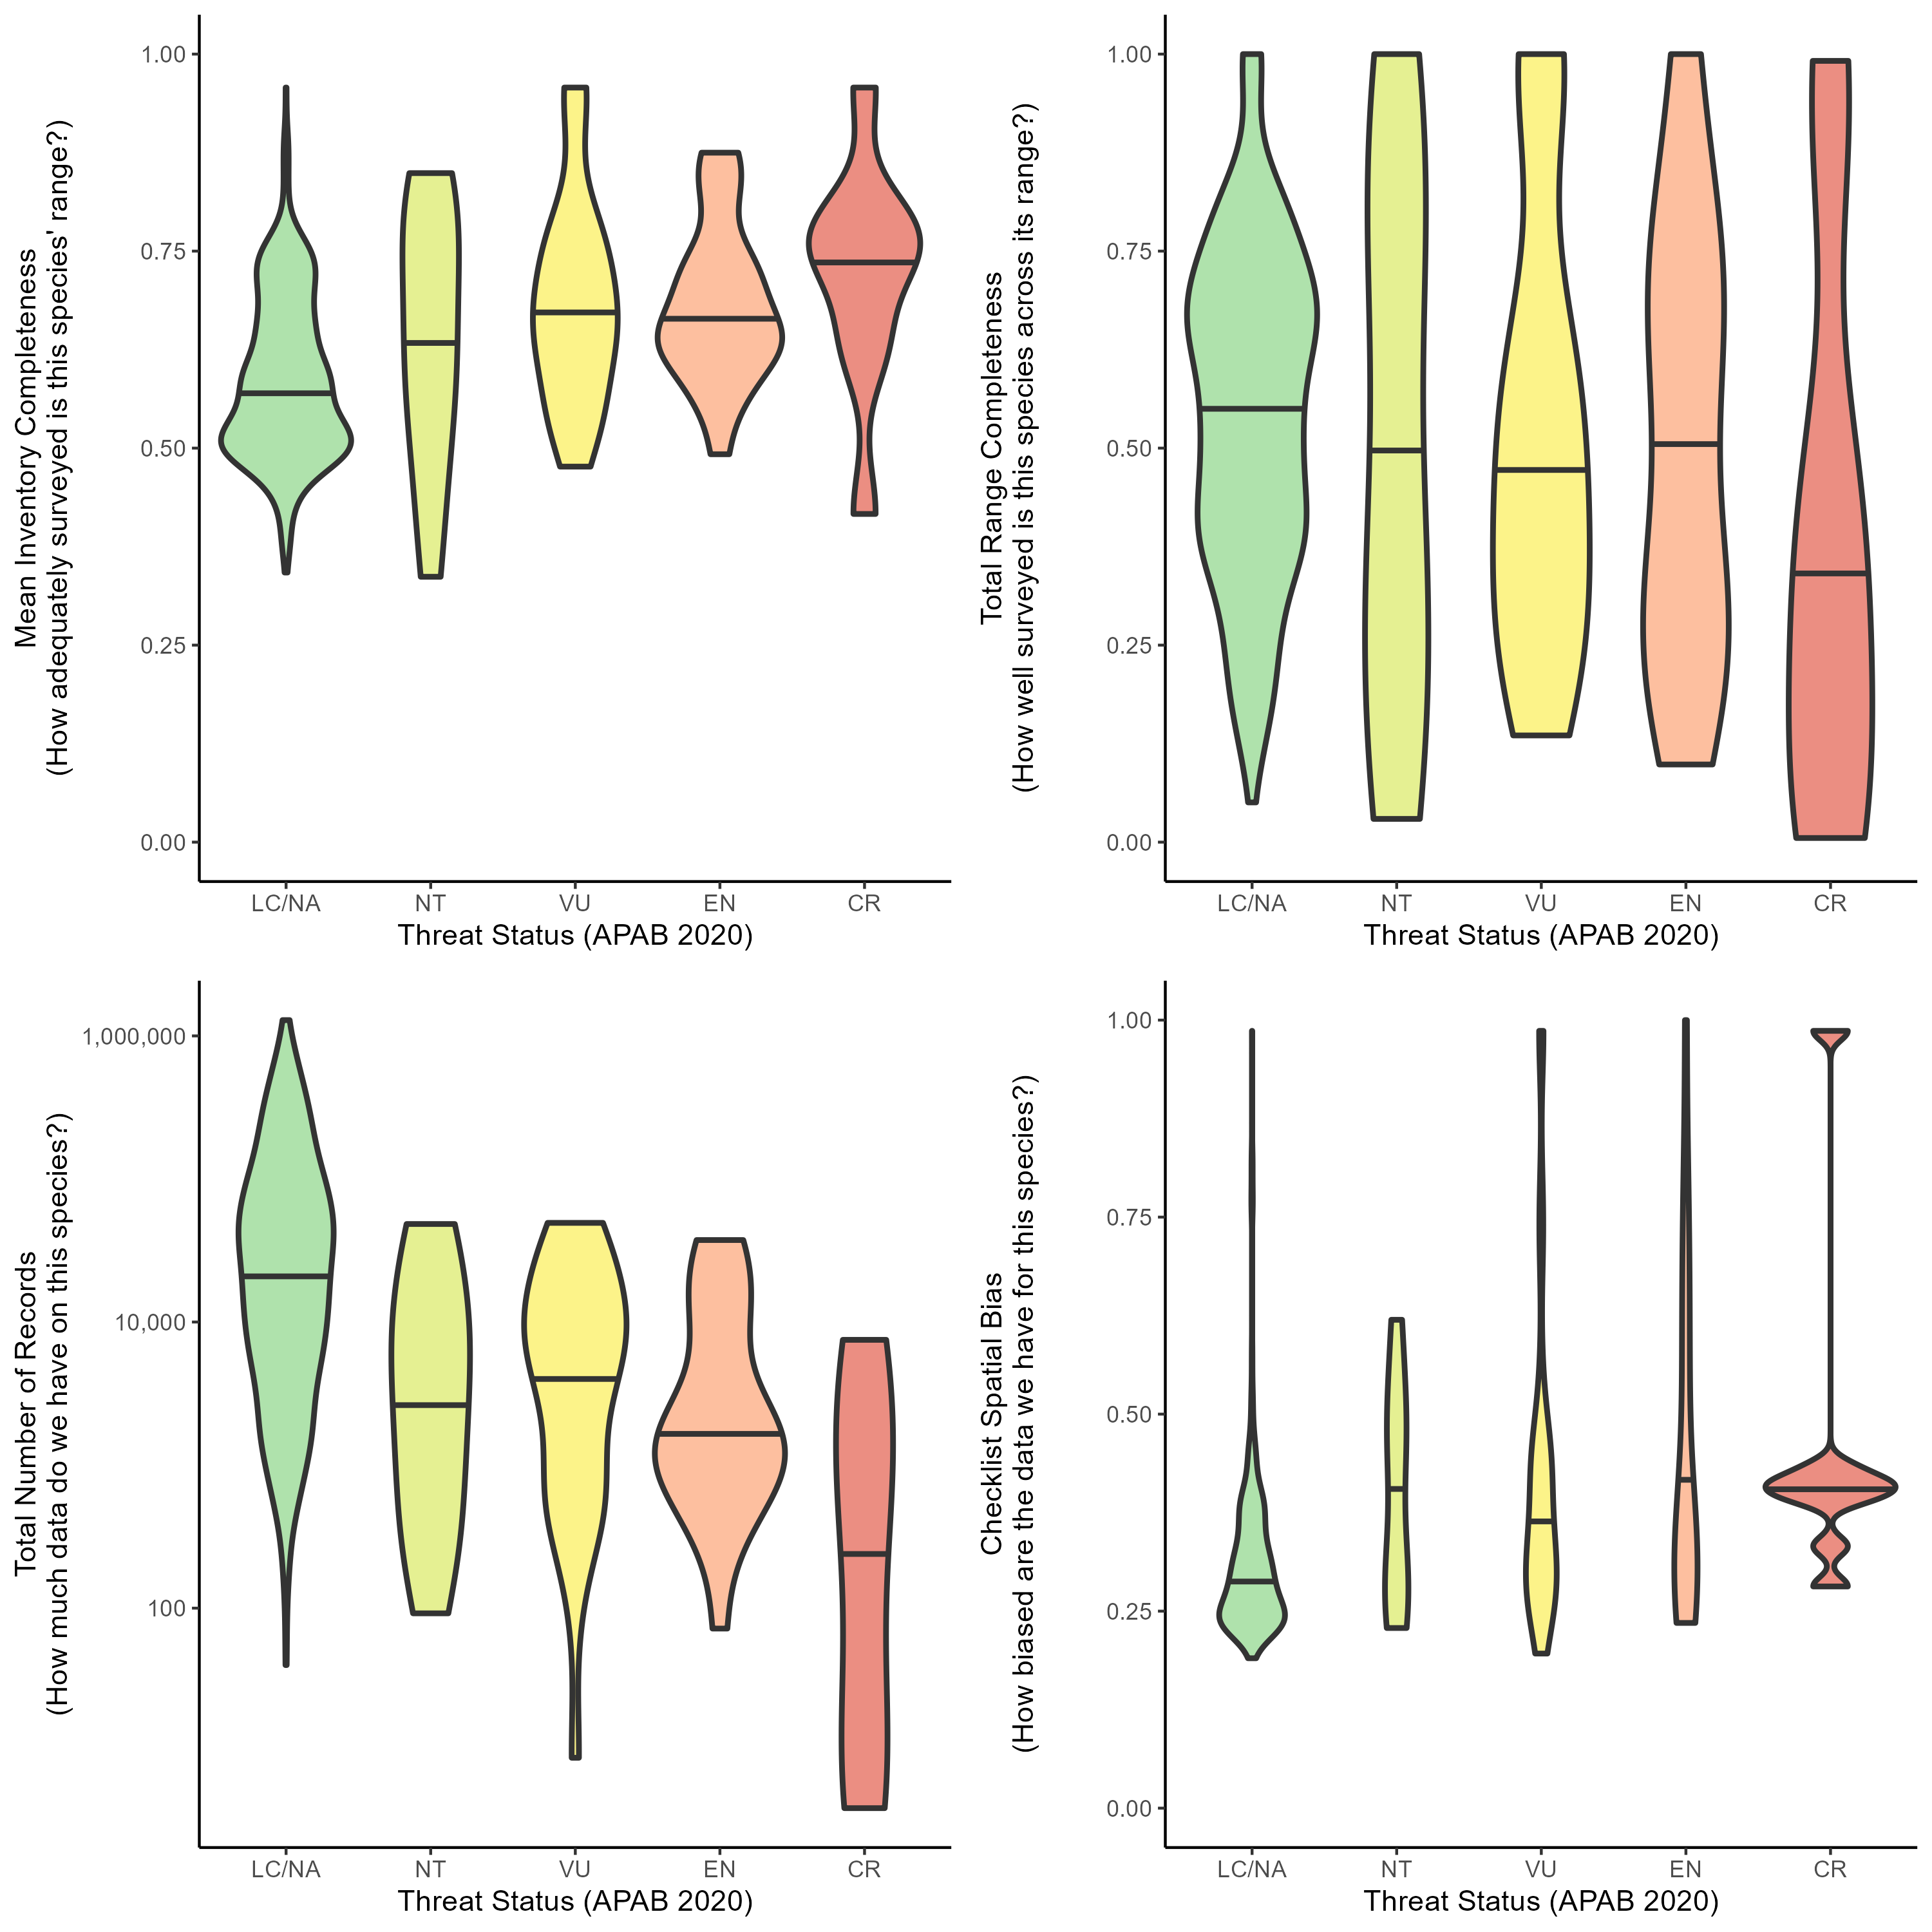 Mean Inventory Completeness
(How adequately surveyed is this species' range?)
1.00
0.75
0.50
0.25
0.00
LC/NA NT VU EN CR
Threat Status (APAB 2020)
Total Range Completeness
(How well surveyed is this species across its range?)
1.00
0.75
0.50
0.25
0.00
LC/NA NT VU EN CR
Threat Status (APAB 2020)
Total Number of Records
(How much data do we have on this species?)
1,000,000
10,000
100
LC/NA NT VU EN CR
Threat Status (APAB 2020)
Checklist Spatial Bias
(How biased are the data we have for this species?)
1.00
0.75
0.50
0.25
0.00
LC/NA NT VU EN CR
Threat Status (APAB 2020)